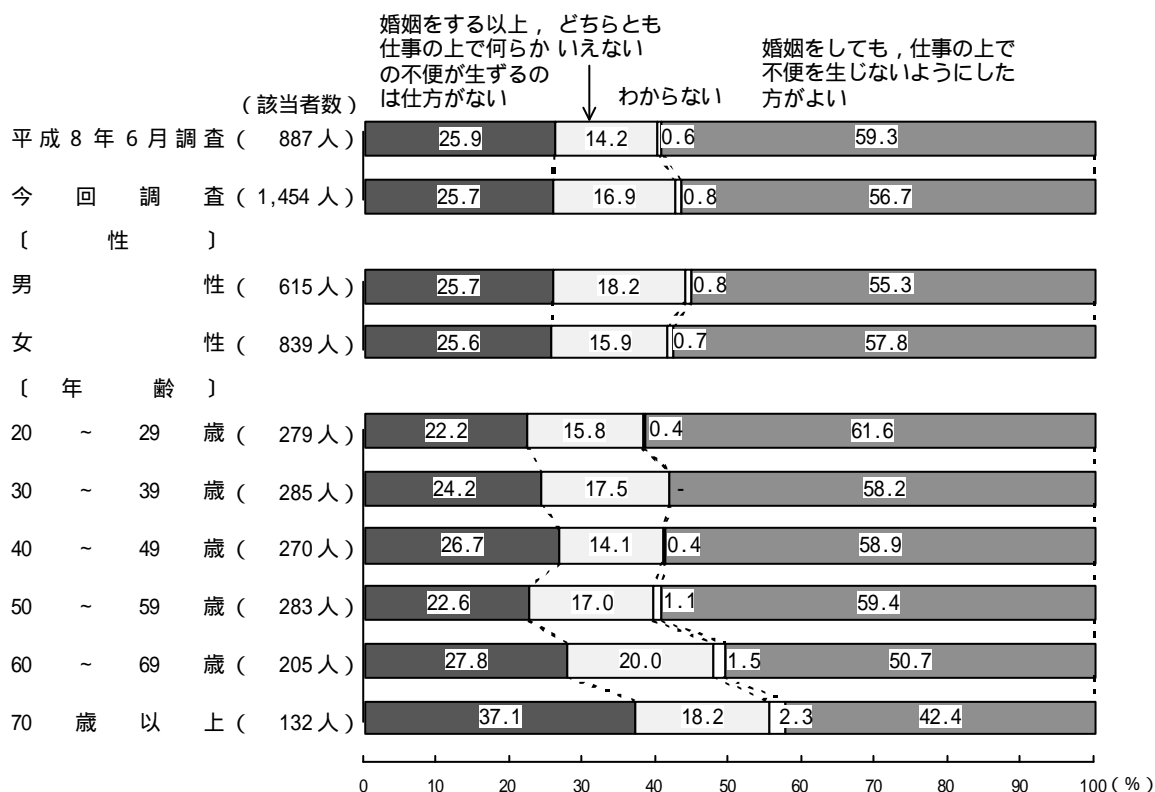 婚姻をする以上，
仕事の上で何らか
の不便が生ずるの
は仕方がない
どちらとも
いえない
わからない
婚姻をしても，仕事の上で
不便を生じないようにした
方がよい
（該当者数）
平成８年６月調査（ 887人） 25.9 14.2 0.6 59.3
今回調査（1,454人） 25.7 16.9 0.8 56.7
〔性〕
男性（ 615人） 25.7 18.2 0.8 55.3
女性（ 839人） 25.6 15.9 0.7 57.8
〔年齢〕
20 ~ 29 歳（ 279人） 22.2 15.8 0.4 61.6
30 ~ 39 歳（ 285人） 24.2 17.5 - 58.2
40 ~ 49 歳（ 270人） 26.7 14.1 0.4 58.9
50 ~ 59 歳（ 283人） 22.6 17.0 1.1 59.4
60 ~ 69 歳（ 205人） 27.8 20.0 1.5 50.7
70 歳以上（ 132人） 37.1 18.2 2.3 42.4
0 10 20 30 40 50 60 70 80 90 100（％）